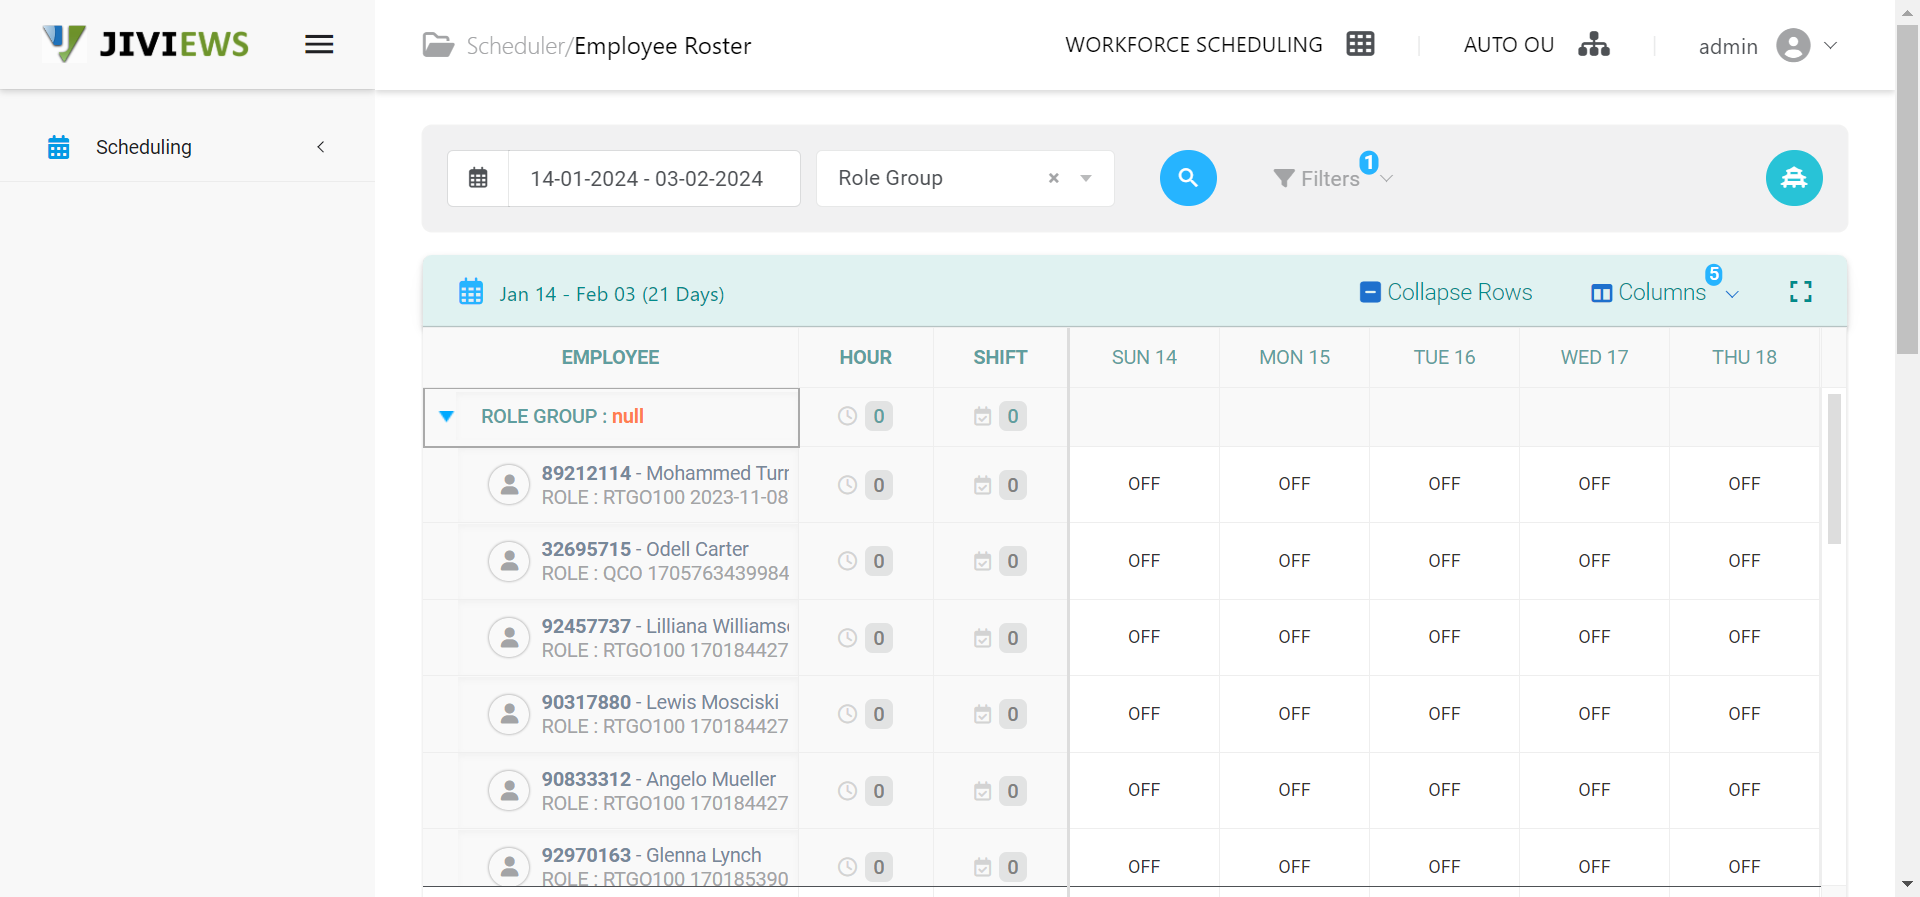 JIVIEWS
Scheduler/Employee Roster
WORKFORCE SCHEDULING
AUTO OU
admin
Scheduling
14-01-2024 - 03-02-2024
Role Group
×
Filters
1
Jan 14 - Feb 03 (21 Days)
Collapse Rows
Columns
5
EMPLOYEE HOUR SHIFT SUN 14 MON 15 TUE 16 WED 17 THU 18
ROLE GROUP : null 0 0
89212114 - Mohammed Turr
ROLE : RTGO100 2023-11-08
0 0 OFF OFF OFF OFF OFF
32695715 - Odell Carter
ROLE : QCO 1705763439984
0 0 OFF OFF OFF OFF OFF
92457737 - Lilliana Williams
ROLE : RTGO100 170184427
0 0 OFF OFF OFF OFF OFF
90317880 - Lewis Mosciski
ROLE : RTGO100 170184427
0 0 OFF OFF OFF OFF OFF
90833312 - Angelo Mueller
ROLE : RTGO100 170184427
0 0 OFF OFF OFF OFF OFF
92970163 - Glenna Lynch
ROLE : RTGO100 170185390
0 0 OFF OFF OFF OFF OFF